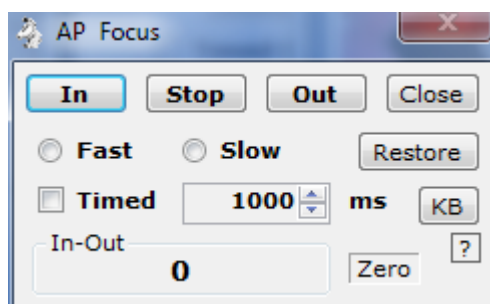 AP Focus X
In Stop Out Close
Fast Slow Restore
Timed 1000 ms KB
In-Out ?
0 Zero